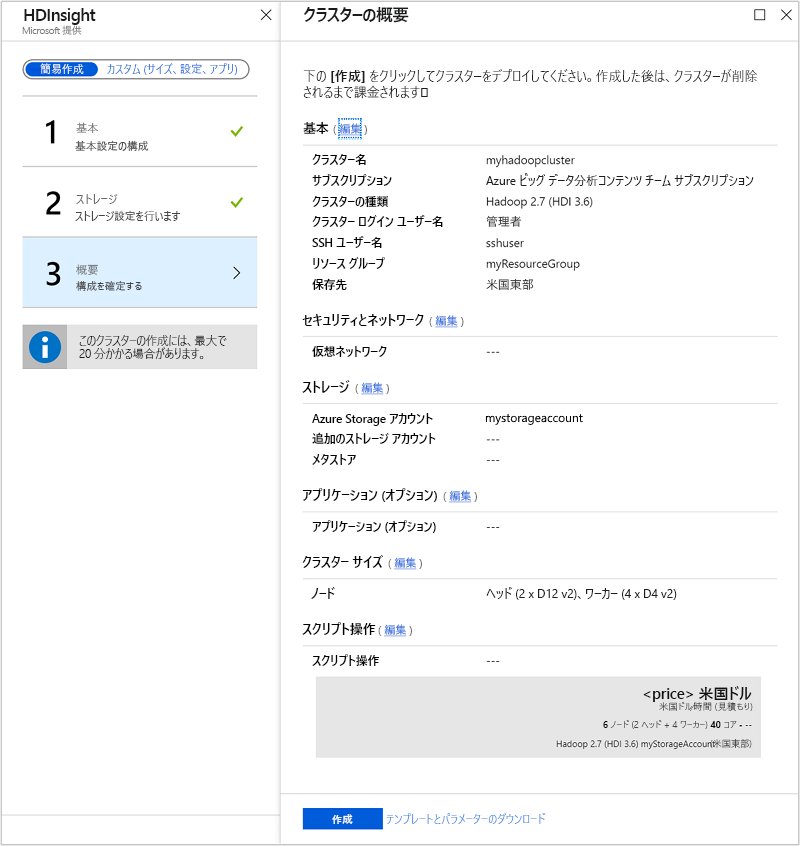 HDInsight
Microsoft 提供
簡易作成 カスタム (サイズ、設定、アプリ)
1 基本
基本設定の構成
2 ストレージ
ストレージ設定を行います
3 概要
構成を確定する
このクラスターの作成には、最大で
20 分かかる場合があります。
クラスターの概要
下の [作成] をクリックしてクラスターをデプロイしてください。作成した後は、クラスターが削除
されるまで課金されます□
基本 (編集)
クラスター名 myhadoopcluster
サブスクリプション Azure ビッグ データ分析コンテンツ チーム サブスクリプション
クラスターの種類 Hadoop 2.7 (HDI 3.6)
クラスター ログイン ユーザー名 管理者
SSH ユーザー名 sshuser
リソース グループ myResourceGroup
保存先 米国東部
セキュリティとネットワーク (編集)
仮想ネットワーク ---
ストレージ (編集)
Azure Storage アカウント mystorageaccount
追加のストレージ アカウント ---
メタストア ---
アプリケーション (オプション) (編集)
アプリケーション (オプション) ---
クラスター サイズ (編集)
ノード ヘッド (2 x D12 v2)、ワーカー (4 x D4 v2)
スクリプト操作 (編集)
スクリプト操作 ---
<price> 米国ドル
米国ドル時間 (見積もり)
6 ノード (2 ヘッド + 4 ワーカー) 40 コア - --
Hadoop 2.7 (HDI 3.6) myStorageAccount(米国東部)
作成 テンプレートとパラメーターのダウンロード